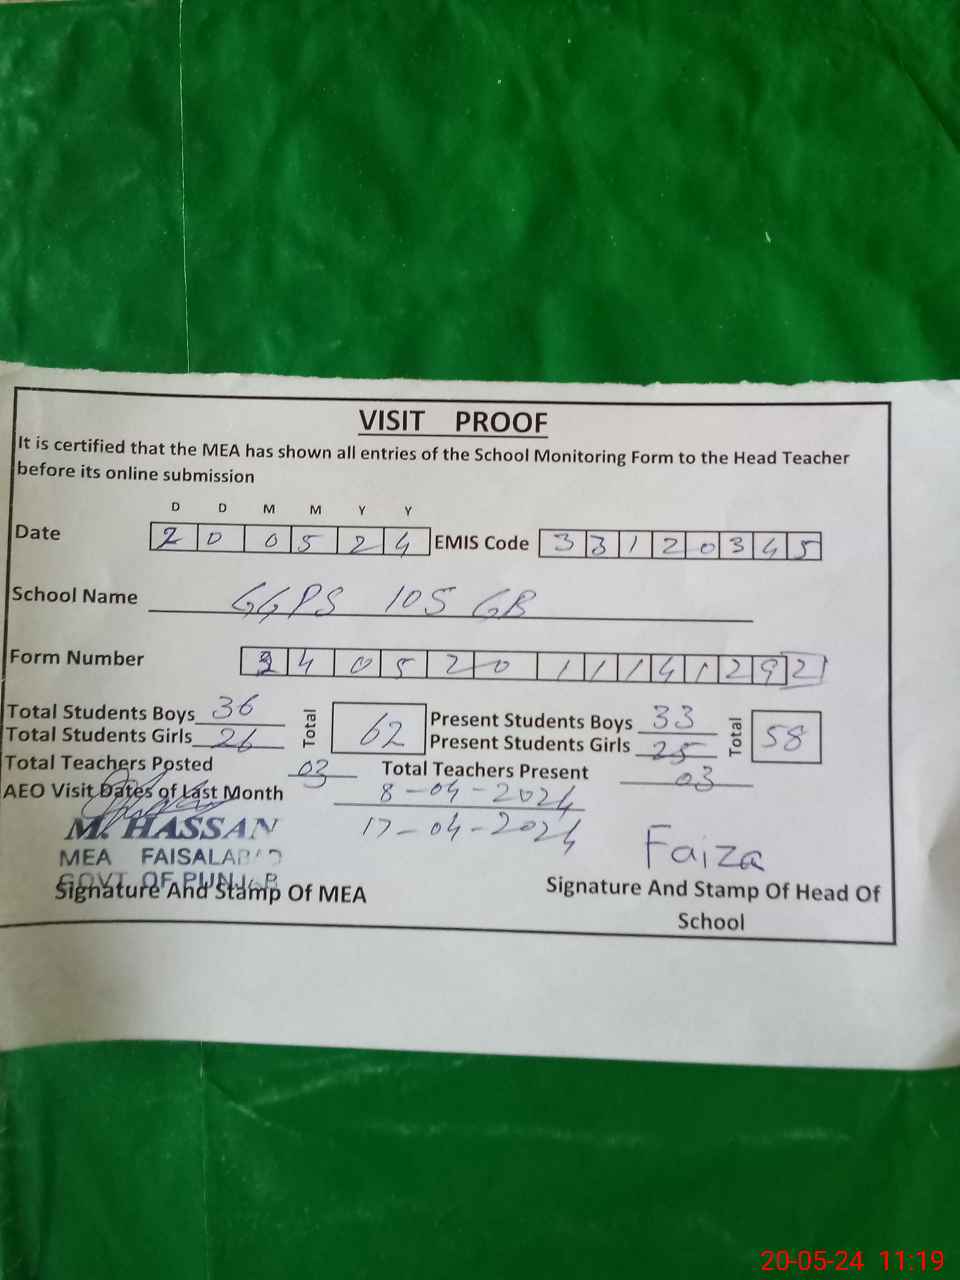 VISIT PROOF
It is certified that the MEA has shown all entries of the School Monitoring Form to the Head Teacher
before its online submission
D D M M Y Y
Date 2 0 0 5 2 4 EMIS Code 3 3 1 2 0 3 4 5
School Name GGPS 105 GB
Form Number 2 4 0 5 2 0 1 1 1 4 1 2 9 2
Total Students Boys 36 Total 62 Present Students Boys 33 Total 58
Total Students Girls 26 Present Students Girls 25
Total Teachers Posted 03 Total Teachers Present 03
AEO Visit Dates of Last Month 8-04-2024
17-04-2024
M. HASSAN
MEA FAISALABAD
GOVT OF PUNJAB
Faiza
Signature And Stamp Of MEA
Signature And Stamp Of Head Of
School
20-05-24 11:19